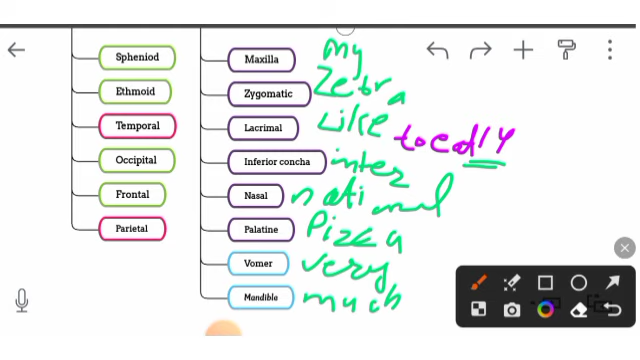 Spheniod
Ethmoid
Temporal
Occipital
Frontal
Parietal
Maxilla my
Zygomatic Zebra
Lacrimal Like
Inferior concha inter
Nasal national
Palatine Pizza
Vomer very
Mandible much